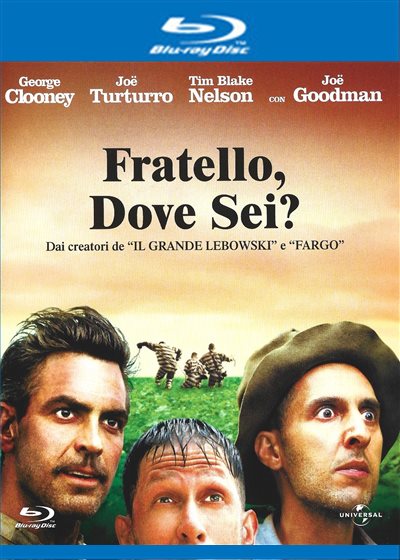 Blu-ray Disc
George Clooney
Joë Turturro
Tim Blake Nelson
CON
Joë Goodman
Fratello,
Dove Sei?
Dai creatori de “IL GRANDE LEBOWSKI” e “FARGO”
Blu-ray Disc
UNIVERSAL